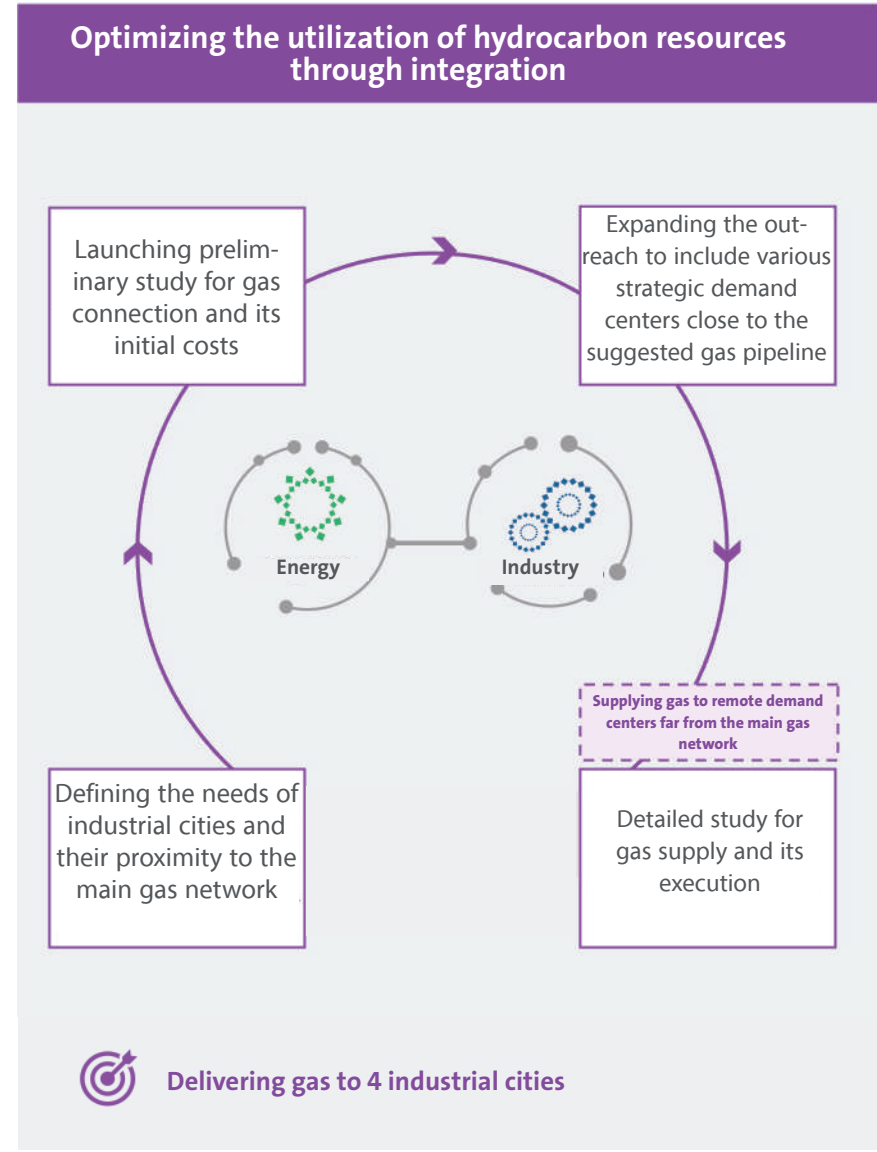 Optimizing the utilization of hydrocarbon resources
through integration
Launching prelim-
inary study for gas
connection and its
initial costs
Expanding the out-
reach to include various
strategic demand
centers close to the
suggested gas pipeline
Energy
Industry
Supplying gas to remote demand
centers far from the main gas
network
Defining the needs of
industrial cities and
their proximity to the
main gas network
Detailed study for
gas supply and its
execution
Delivering gas to 4 industrial cities